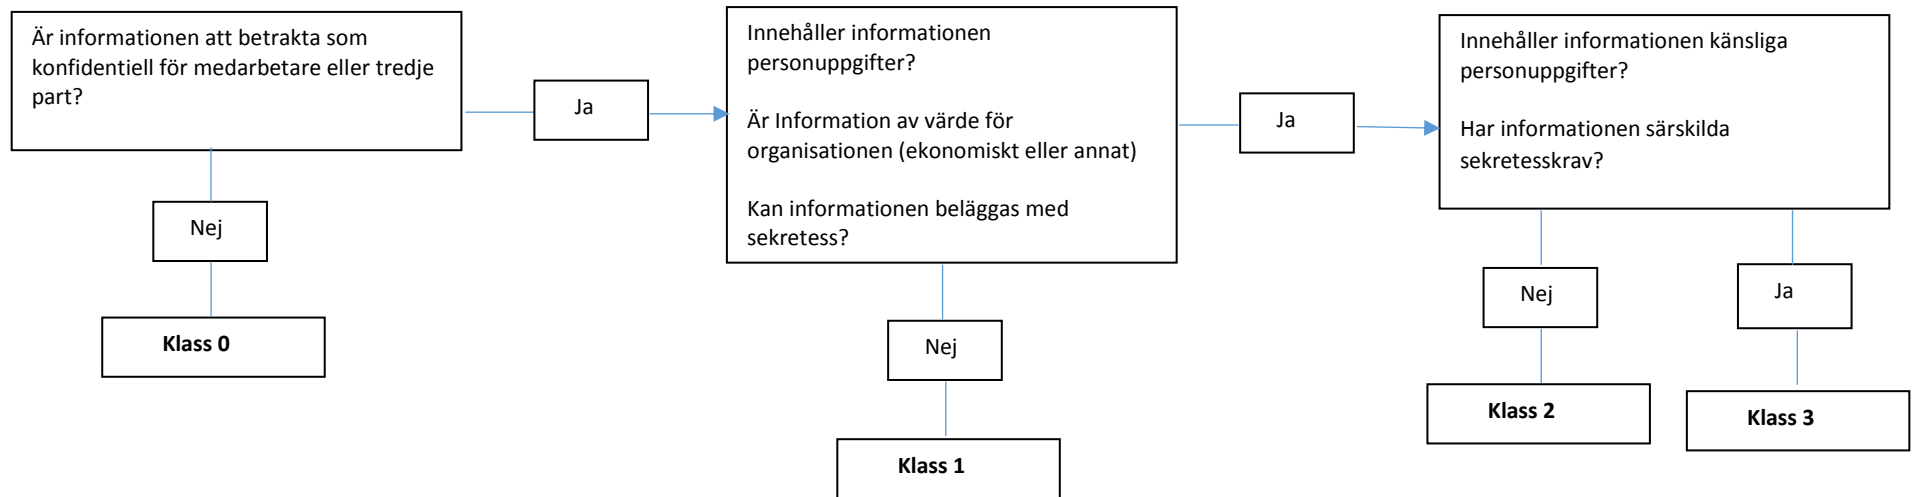 Är informationen att betrakta som
konfidentiell för medarbetare eller tredje
part?
Ja
Nej
Klass 0
Innehåller informationen
personuppgifter?
Är Information av värde för
organisationen (ekonomiskt eller annat)
Kan informationen beläggas med
sekretess?
Ja
Nej
Klass 1
Innehåller informationen känsliga
personuppgifter?
Har informationen särskilda
sekretesskrav?
Nej
Klass 2
Ja
Klass 3